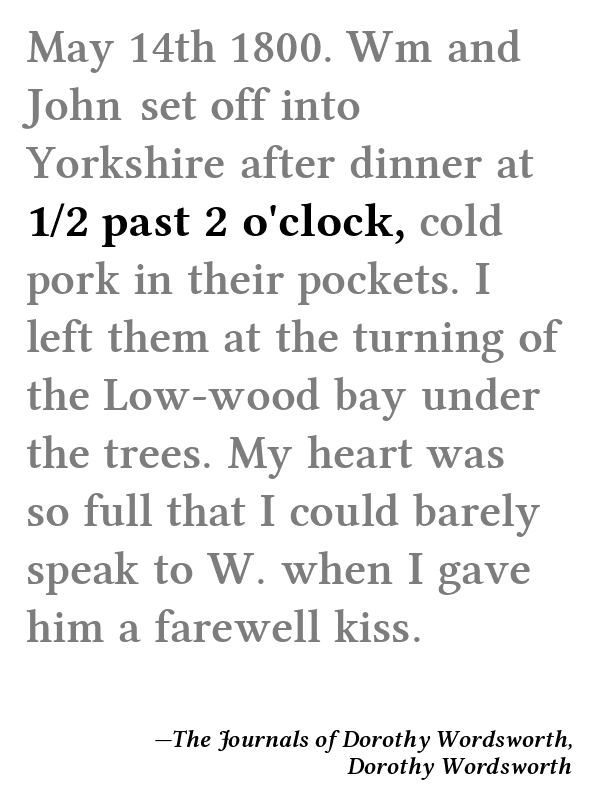 May 14th 1800. Wm and
John set off into
Yorkshire after dinner at
1/2 past 2 o'clock, cold
pork in their pockets. I
left them at the turning of
the Low-wood bay under
the trees. My heart was
so full that I could barely
speak to W. when I gave
him a farewell kiss.
—The Journals of Dorothy Wordsworth,
Dorothy Wordsworth